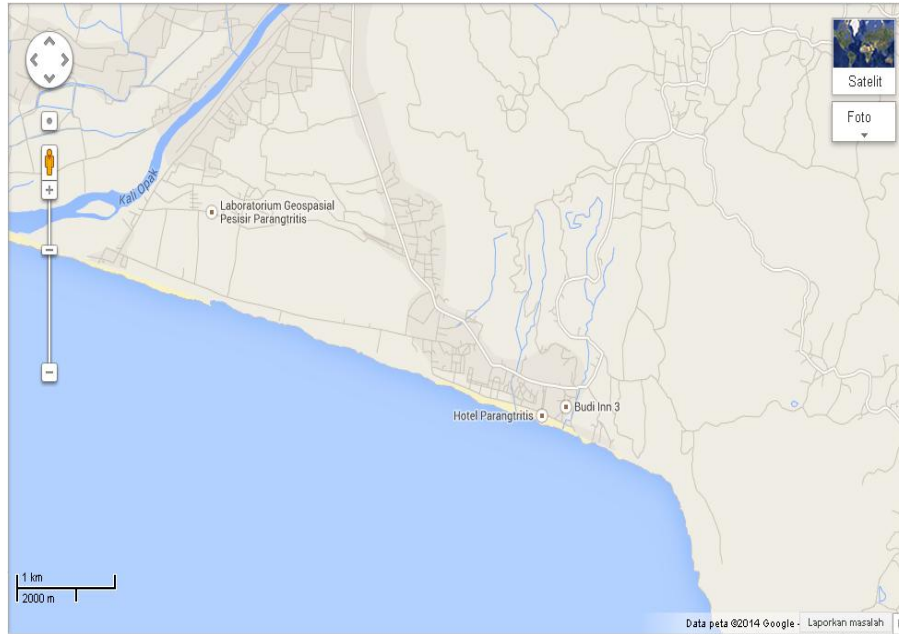 Satelit
Foto
Kali Opak
Laboratorium Geospasial
Pesisir Parangtritis
Budi Inn 3
Hotel Parangtritis
1 km
2000 m
Data peta ©2014 Google -
Laporkan masalah